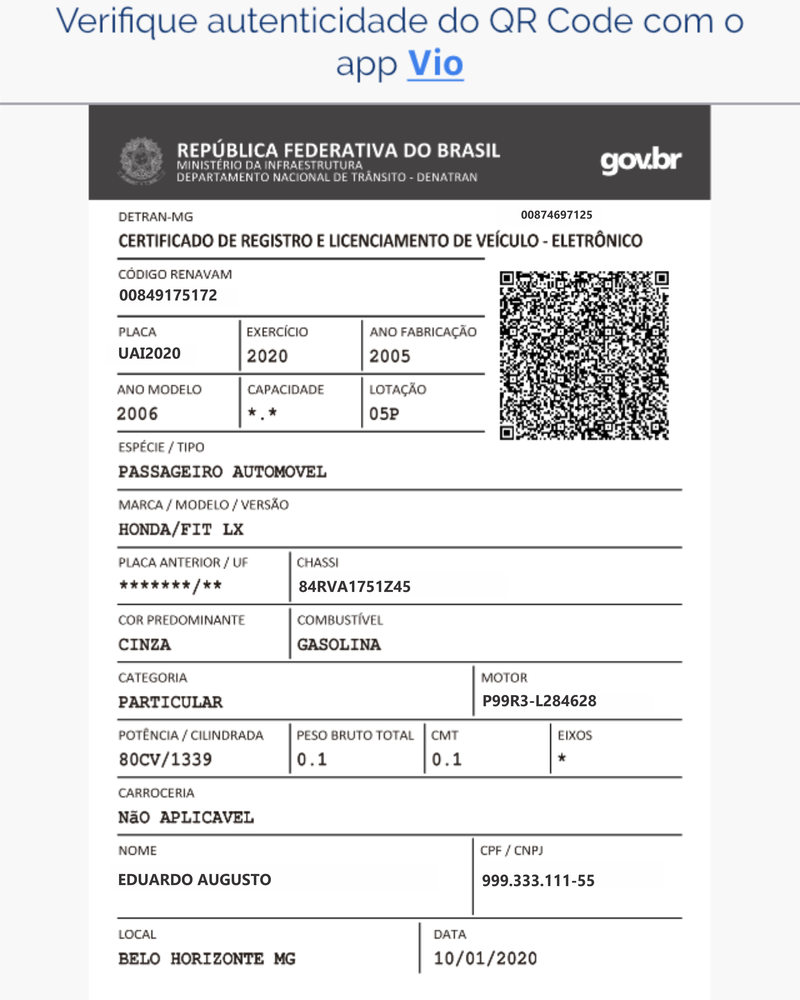 Verifique autenticidade do QR Code com o
app Vio
REPÚBLICA FEDERATIVA DO BRASIL
MINISTÉRIO DA INFRAESTRUTURA
DEPARTAMENTO NACIONAL DE TRÂNSITO - DENATRAN
gov.br
DETRAN-MG
00874697125
CERTIFICADO DE REGISTRO E LICENCIAMENTO DE VEÍCULO - ELETRÔNICO
CÓDIGO RENAVAM
00849175172
PLACA EXERCÍCIO ANO FABRICAÇÃO
UAI2020 2020 2005
ANO MODELO CAPACIDADE LOTAÇÃO
2006 *.* 05P
ESPÉCIE / TIPO
PASSAGEIRO AUTOMOVEL
MARCA / MODELO / VERSÃO
HONDA/FIT LX
PLACA ANTERIOR / UF CHASSI
*******/** 84RVA1751Z45
COR PREDOMINANTE COMBUSTÍVEL
CINZA GASOLINA
CATEGORIA MOTOR
PARTICULAR P99R3-L284628
POTÊNCIA / CILINDRADA PESO BRUTO TOTAL CMT EIXOS
80CV/1339 0.1 0.1 *
CARROCERIA
NãO APLICAVEL
NOME CPF / CNPJ
EDUARDO AUGUSTO 999.333.111-55
LOCAL DATA
BELO HORIZONTE MG 10/01/2020